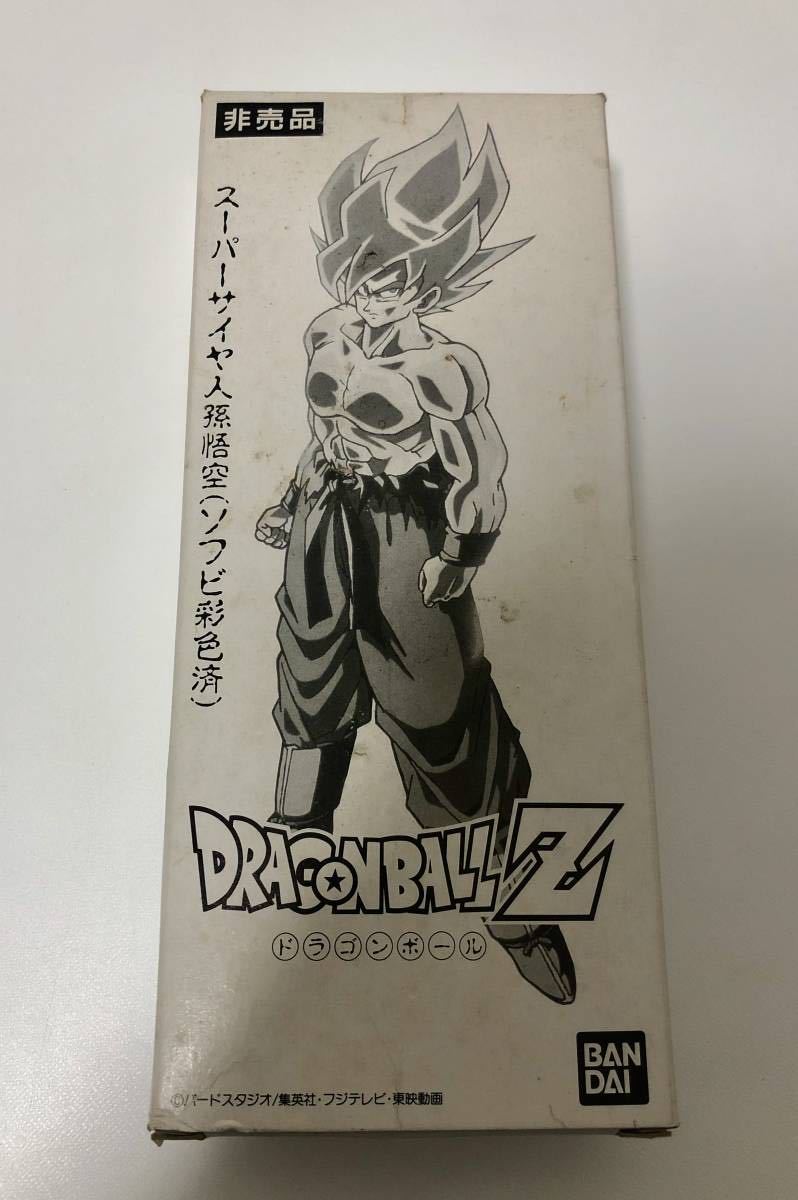 非売品
スーパーサイヤ人孫悟空(ソフビ彩色済)
DRAGONBALL Z
ドラゴンボール
BAN
DAI
©バードスタジオ/集英社・フジテレビ・東映動画